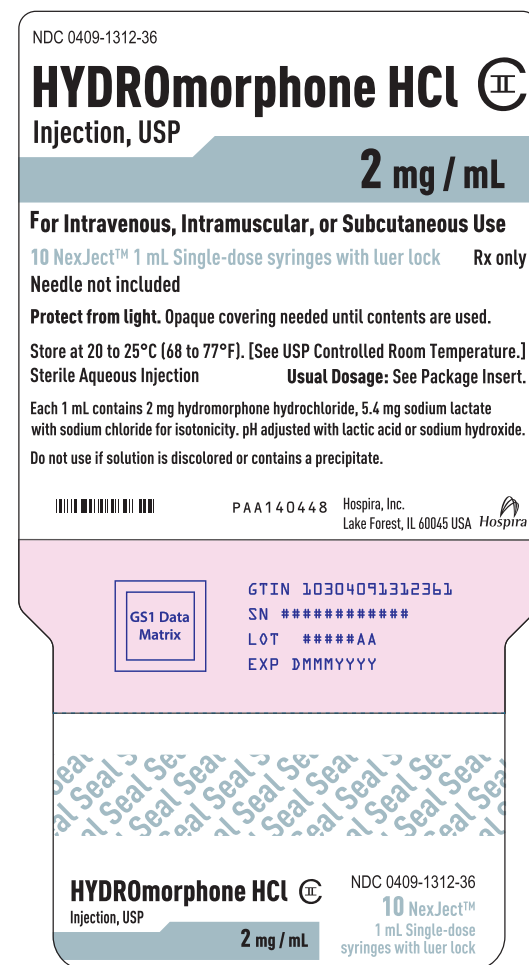 NDC 0409-1312-36
HYDROmorphone HCl CII
Injection, USP
2 mg / mL
For Intravenous, Intramuscular, or Subcutaneous Use
10 NexJect™ 1 mL Single-dose syringes with luer lock Rx only
Needle not included
Protect from light. Opaque covering needed until contents are used.
Store at 20 to 25°C (68 to 77°F). [See USP Controlled Room Temperature.]
Sterile Aqueous Injection Usual Dosage: See Package Insert.
Each 1 mL contains 2 mg hydromorphone hydrochloride, 5.4 mg sodium lactate
with sodium chloride for isotonicity. pH adjusted with lactic acid or sodium hydroxide.
Do not use if solution is discolored or contains a precipitate.
PAA140448
Hospira, Inc.
Lake Forest, IL 60045 USA
Hospira
GS1 Data
Matrix
GTIN 10304091312361
SN ############
LOT #####AA
EXP DMMMYYYY
Seal Seal Seal Seal Seal Seal Seal Seal
HYDROmorphone HCl CII
Injection, USP
2 mg / mL
NDC 0409-1312-36
10 NexJect™
1 mL Single-dose
syringes with luer lock